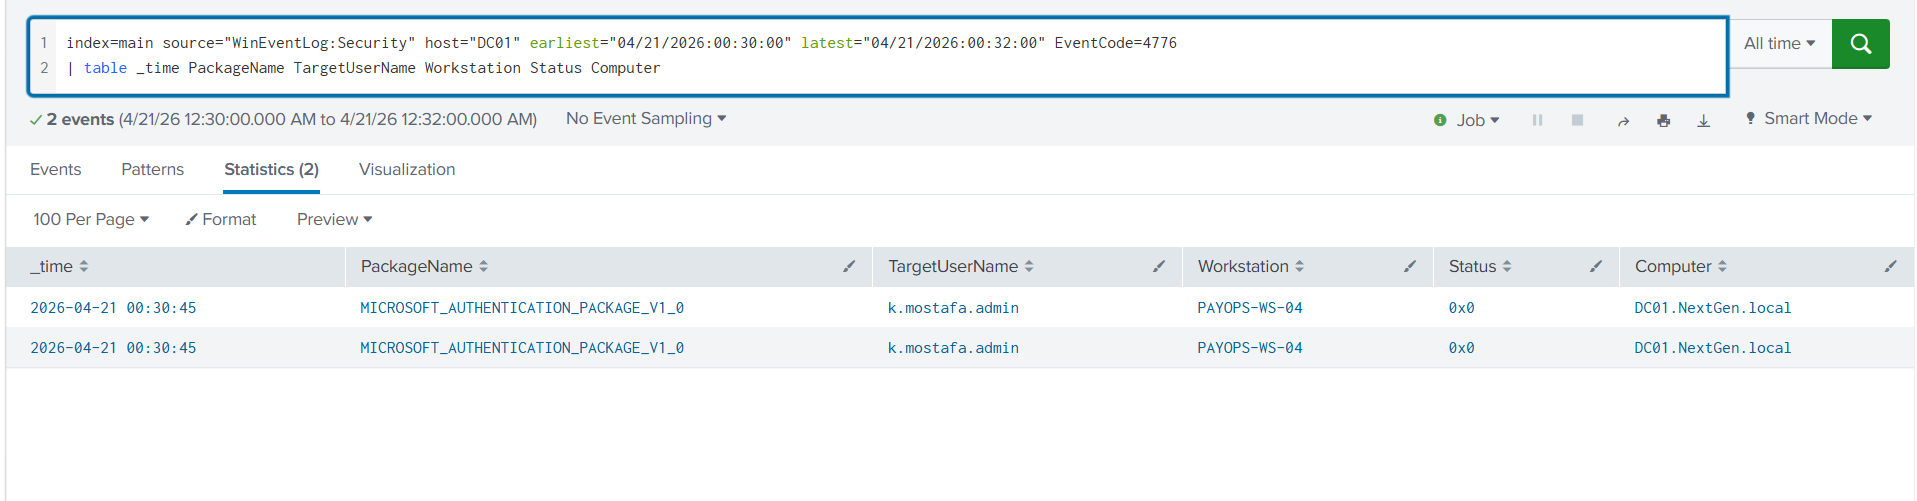 1 index=main source="WinEventLog:Security" host="DC01" earliest="04/21/2026:00:30:00" latest="04/21/2026:00:32:00" EventCode=4776
All time
2 | table _time PackageName TargetUserName Workstation Status Computer
2 events (4/21/26 12:30:00.000 AM to 4/21/26 12:32:00.000 AM) No Event Sampling Job Smart Mode
Events Patterns Statistics (2) Visualization
100 Per Page Format Preview
_time PackageName TargetUserName Workstation Status Computer
2026-04-21 00:30:45 MICROSOFT_AUTHENTICATION_PACKAGE_V1_0 k.mostafa.admin PAYOPS-WS-04 0x0 DC01.NextGen.local
2026-04-21 00:30:45 MICROSOFT_AUTHENTICATION_PACKAGE_V1_0 k.mostafa.admin PAYOPS-WS-04 0x0 DC01.NextGen.local